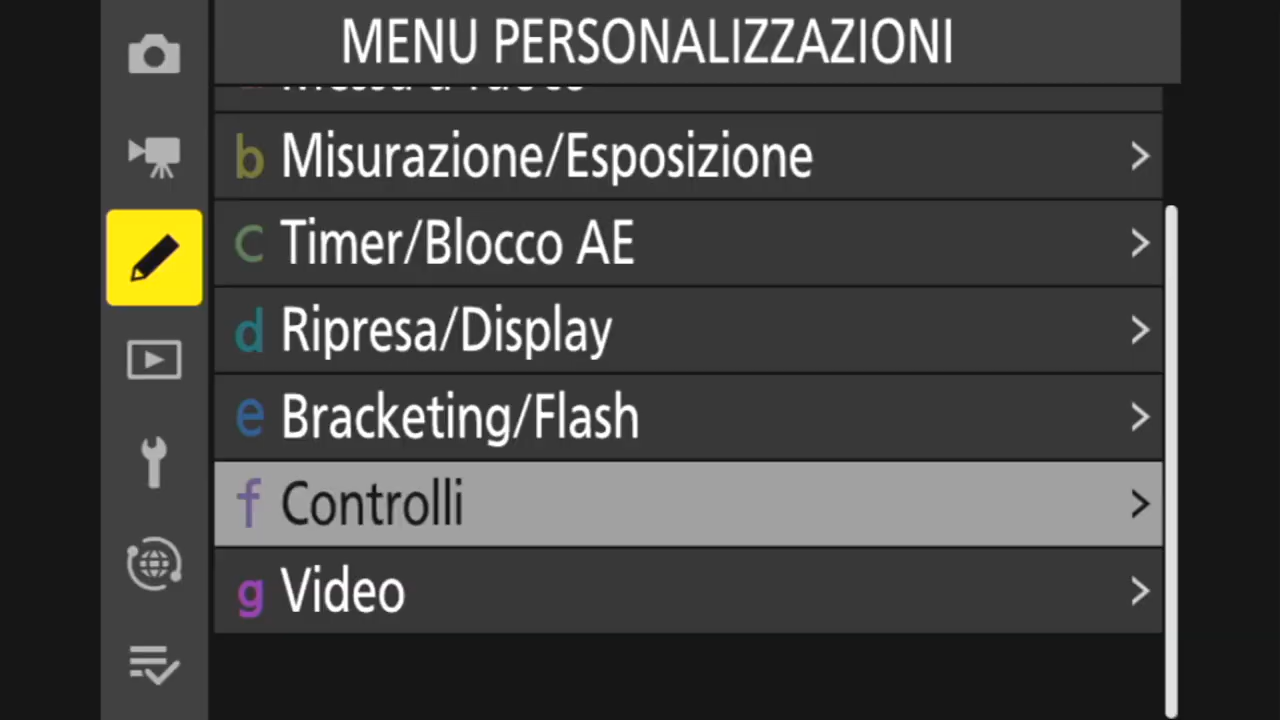 MENU PERSONALIZZAZIONI
b Misurazione/Esposizione >
c Timer/Blocco AE >
d Ripresa/Display >
e Bracketing/Flash >
f Controlli >
g Video >